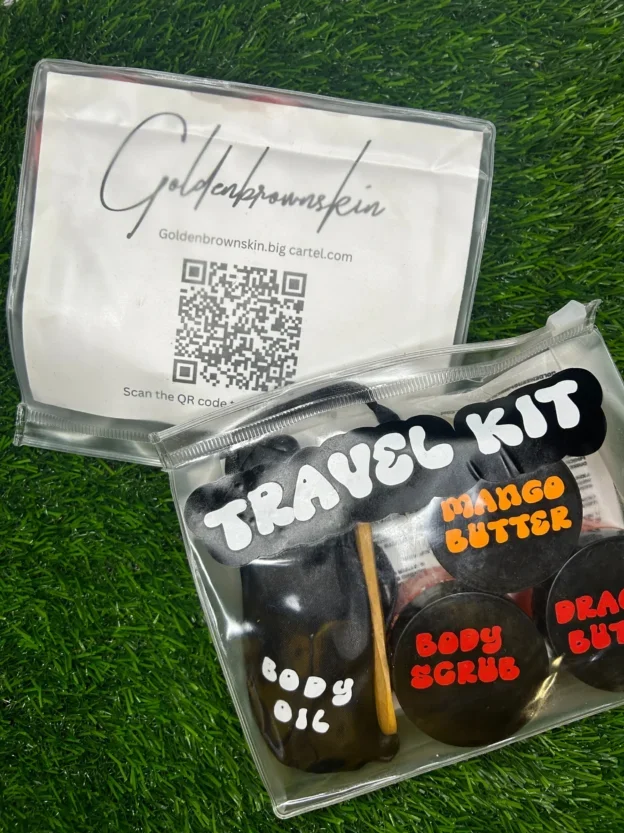 Goldenbrownskin
Goldenbrownskin.big cartel.com
Scan the QR code
TRAVEL KIT
MANGO
BUTTER
BODY
SCRUB
BODY
OIL